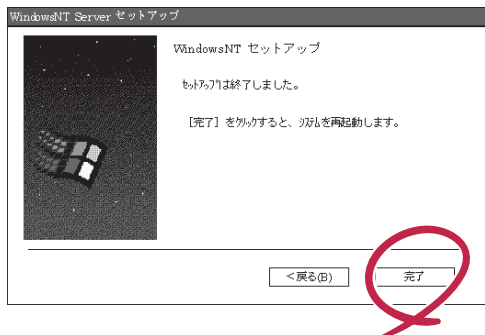 WindowsNT Server セットアップ
WindowsNT セットアップ
ｾｯﾄｱｯﾌﾟは終了しました。
［完了］をｸﾘｯｸすると、ｼｽﾃﾑを再起動します。
<戻る(B)
完了